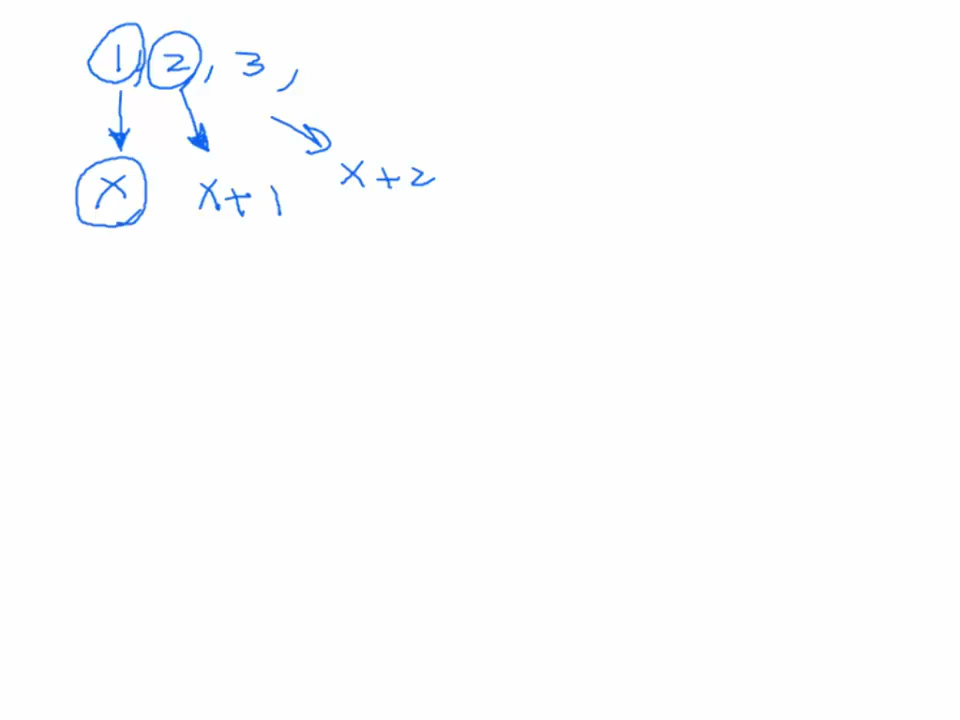 1, 2, 3,
x x+1 x+2